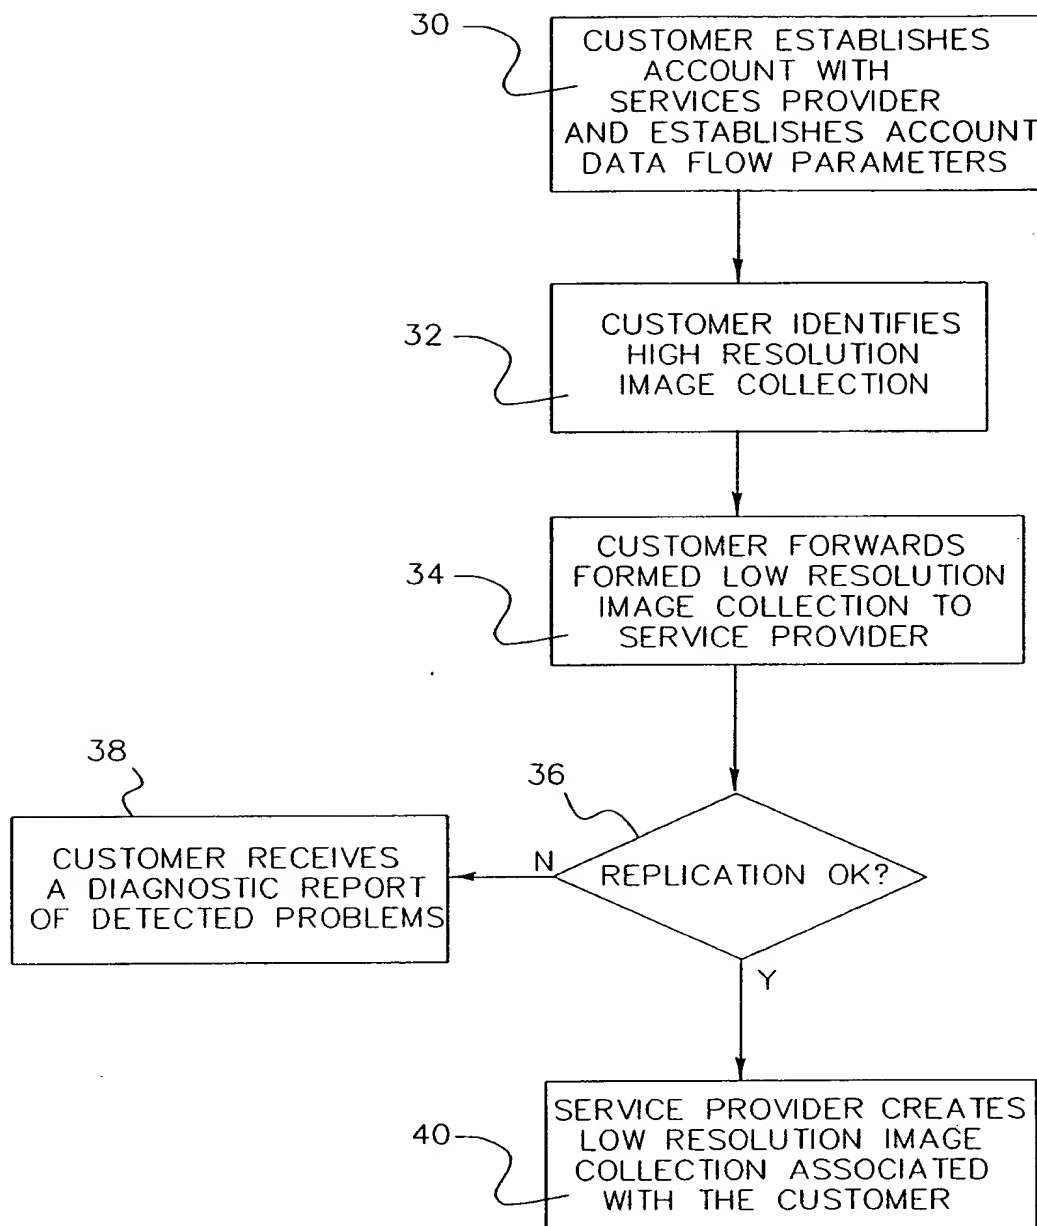 30
CUSTOMER ESTABLISHES
ACCOUNT WITH
SERVICES PROVIDER
AND ESTABLISHES ACCOUNT
DATA FLOW PARAMETERS
32
CUSTOMER IDENTIFIES
HIGH RESOLUTION
IMAGE COLLECTION
34
CUSTOMER FORWARDS
FORMED LOW RESOLUTION
IMAGE COLLECTION TO
SERVICE PROVIDER
36
REPLICATION OK?
N
38
CUSTOMER RECEIVES
A DIAGNOSTIC REPORT
OF DETECTED PROBLEMS
Y
40
SERVICE PROVIDER CREATES
LOW RESOLUTION IMAGE
COLLECTION ASSOCIATED
WITH THE CUSTOMER